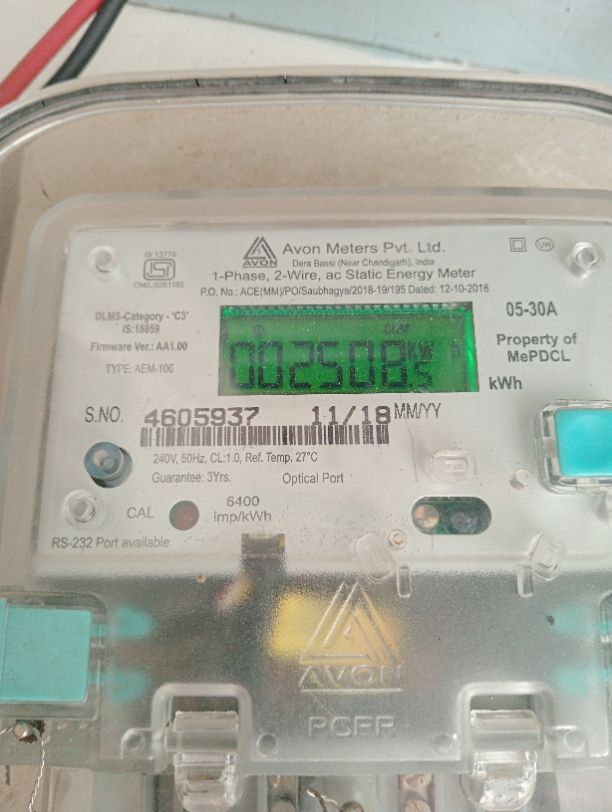 Avon Meters Pvt. Ltd.
AVON
Dera Bassi (Near Chandigarh), India
1-Phase, 2-Wire, ac Static Energy Meter
P.O. No.: ACE(MM)/PO/Saubhagya/2018-19/195 Dated: 12-10-2018
IS:13779
ISI
UW
DLMS-Category - 'C3'
IS:15959
Firmware Ver.: AA1.00
TYPE: AEM-106
CUM
002508.5
kWh
05-30A
Property of
MePDCL
kWh
S.NO. 4605937 11/18 MM/YY
240V, 50Hz, CL:1.0, Ref. Temp. 27°C
Guarantee: 3Yrs. Optical Port
CAL
6400
imp/kWh
RS-232 Port available
AVON